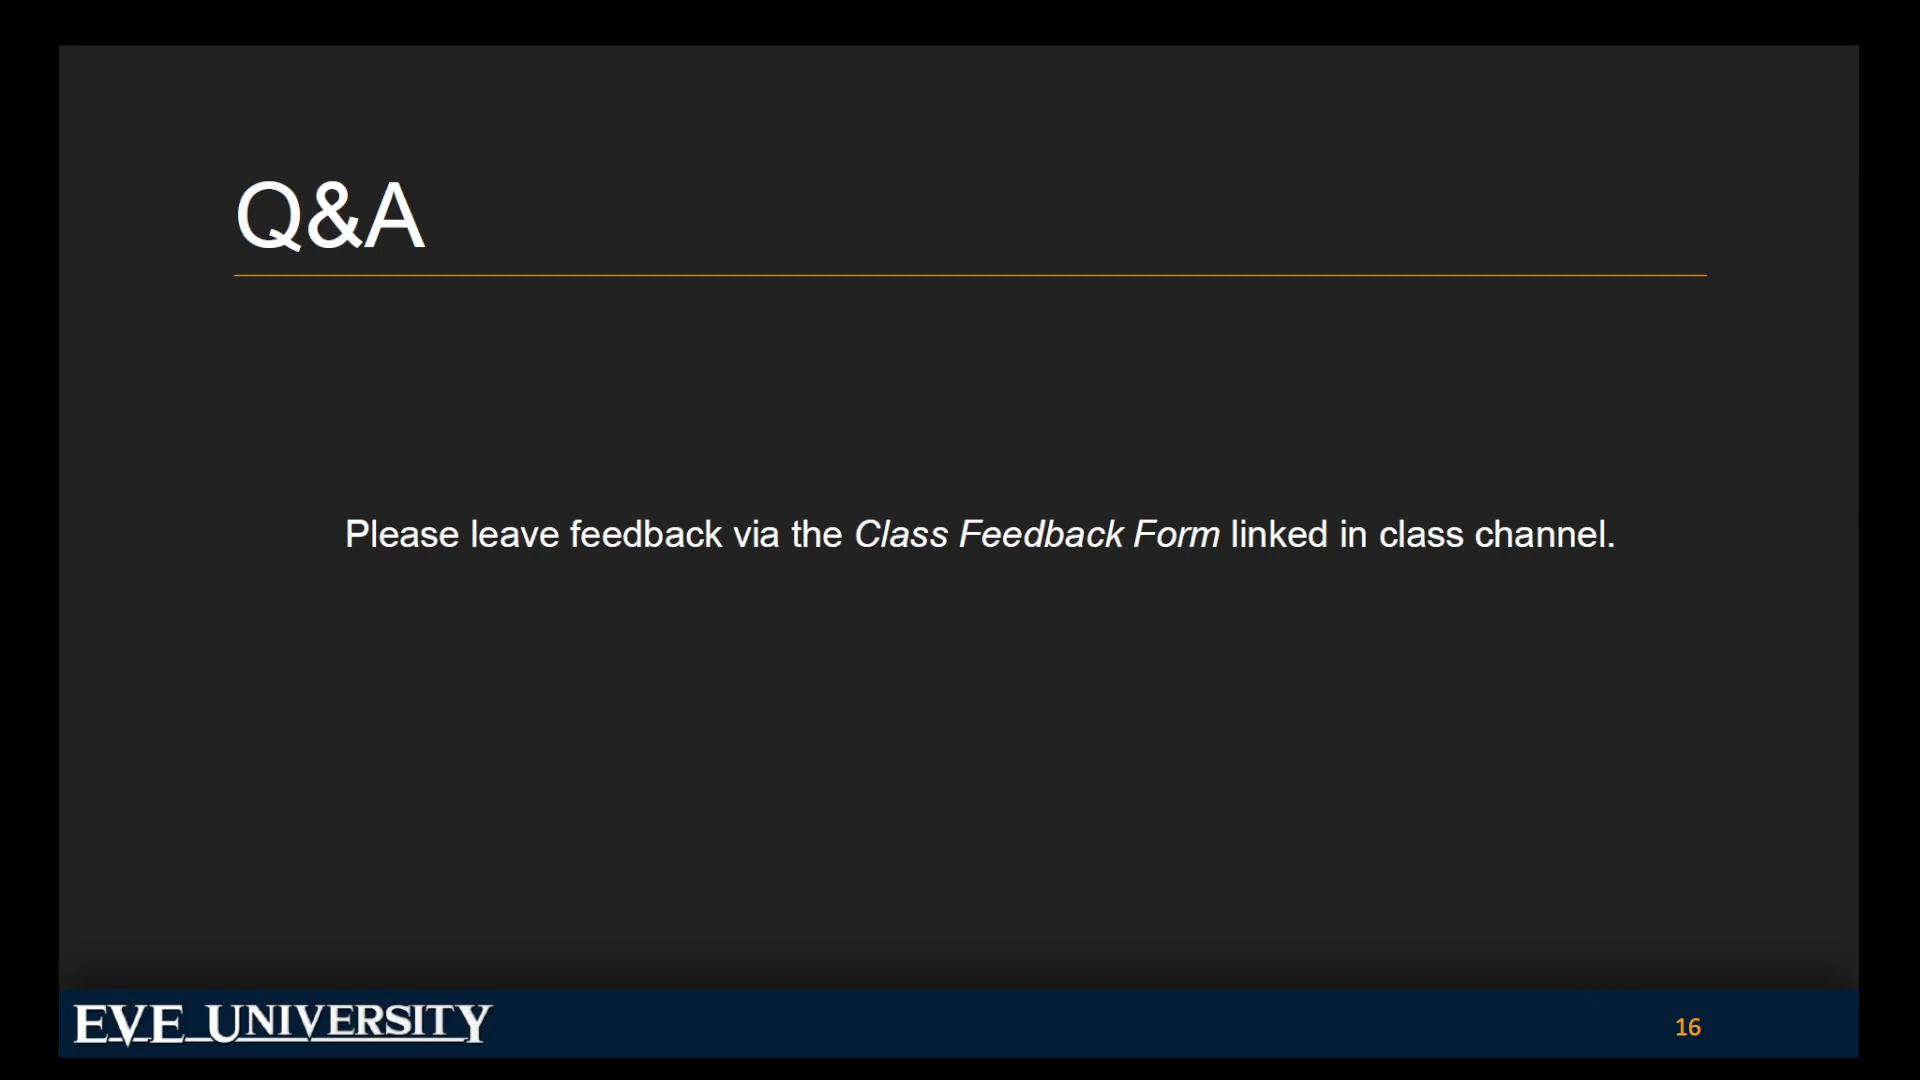 Q&A
Please leave feedback via the Class Feedback Form linked in class channel.
EVE UNIVERSITY
16